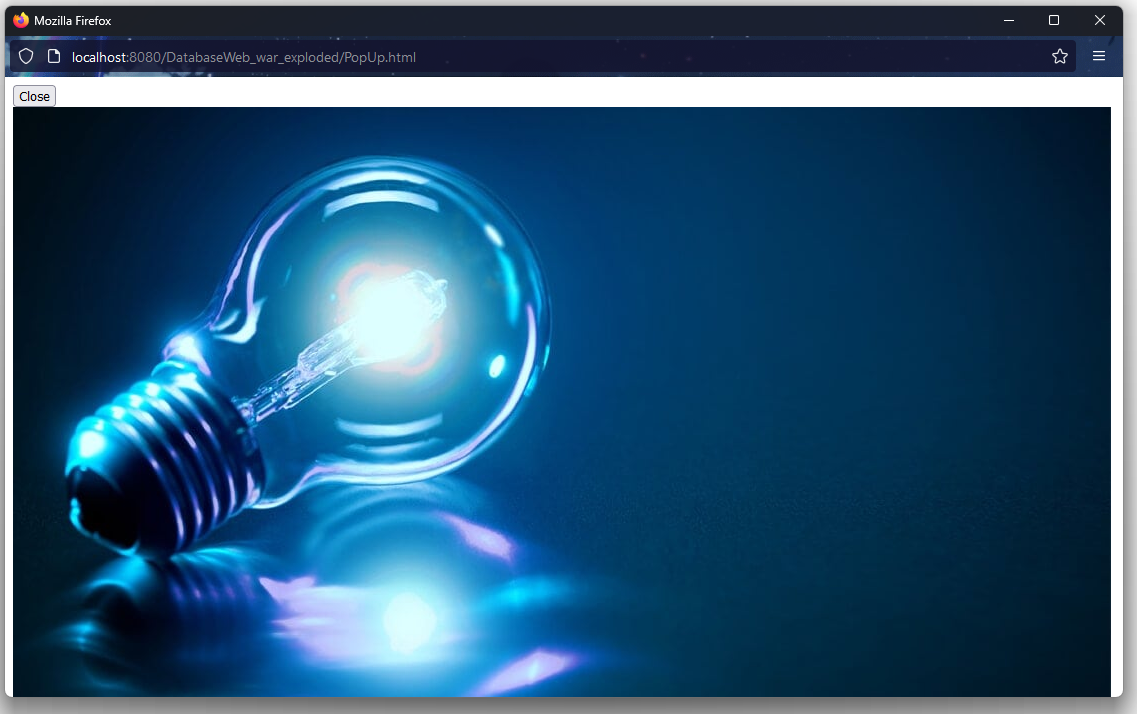 Mozilla Firefox
localhost:8080/DatabaseWeb_war_exploded/PopUp.html
Close